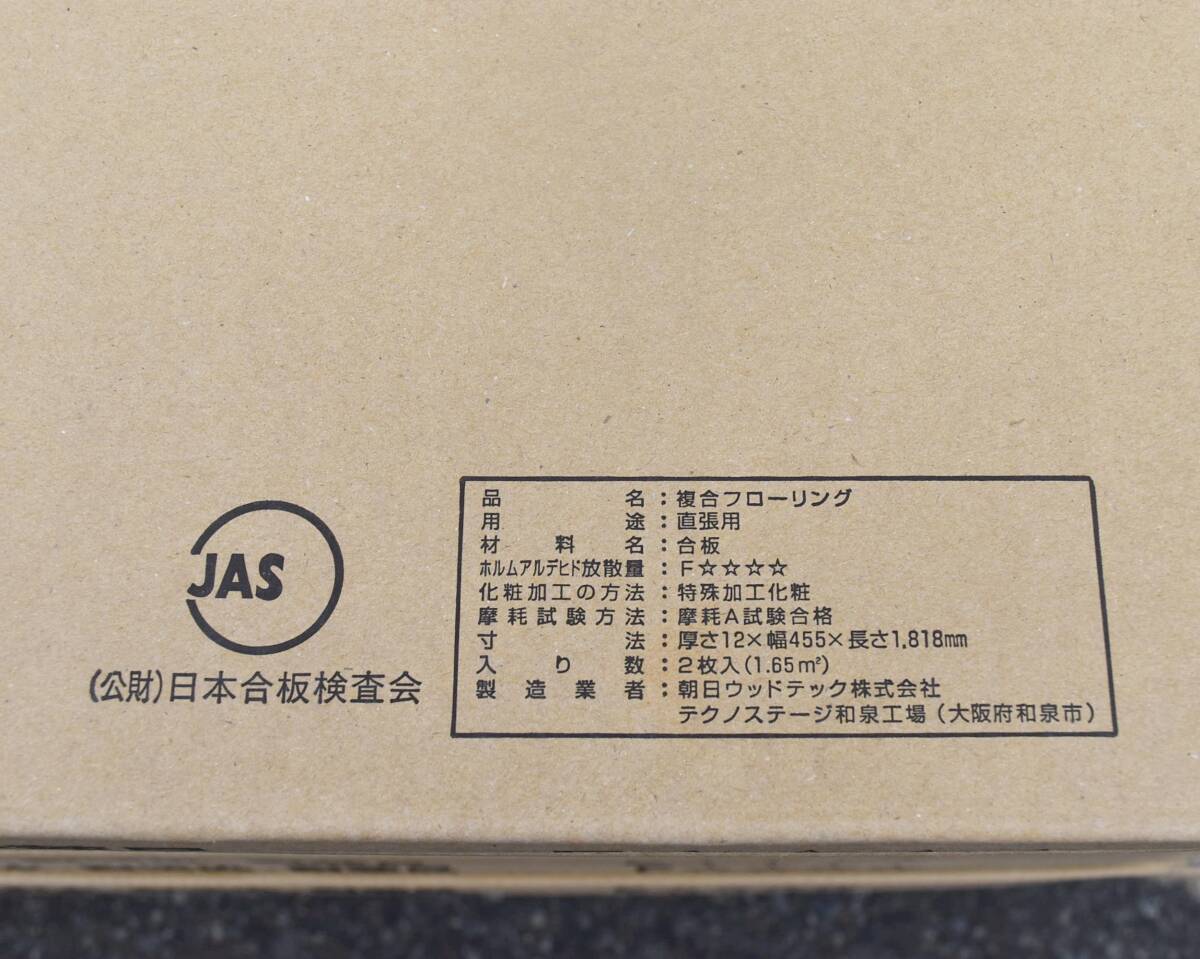 JAS
(公財)日本合板検査会
品名：複合フローリング
用途：直張用
材料名：合板
ホルムアルデヒド放散量：F☆☆☆☆
化粧加工の方法：特殊加工化粧
摩耗試験方法：摩耗A試験合格
寸法：厚さ12×幅455×長さ1,818mm
入り数：2枚入(1.65㎡)
製造業者：朝日ウッドテック株式会社
テクノステージ和泉工場（大阪府和泉市）